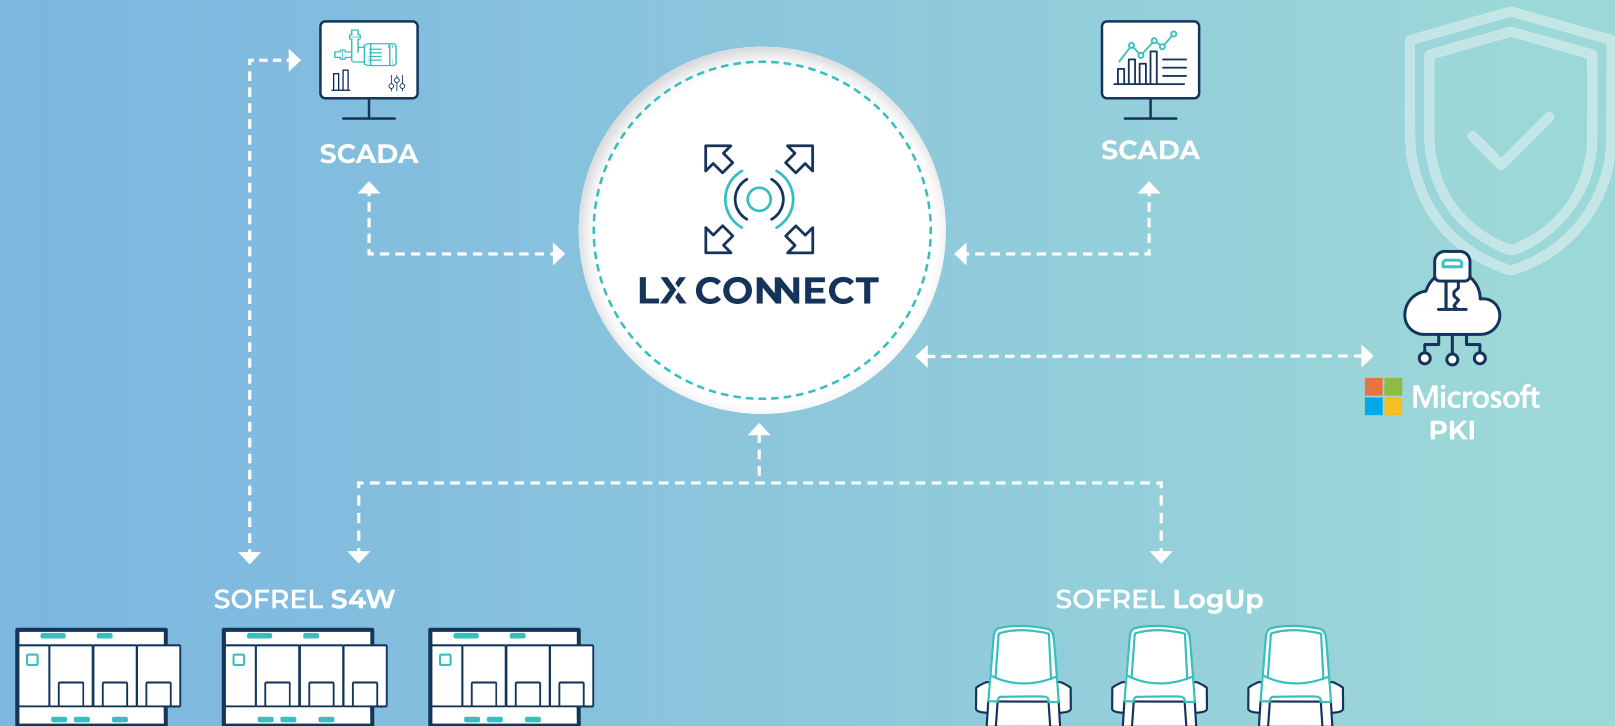 SCADA
SCADA
LX CONNECT
Microsoft
PKI
SOFREL S4W
SOFREL LogUp